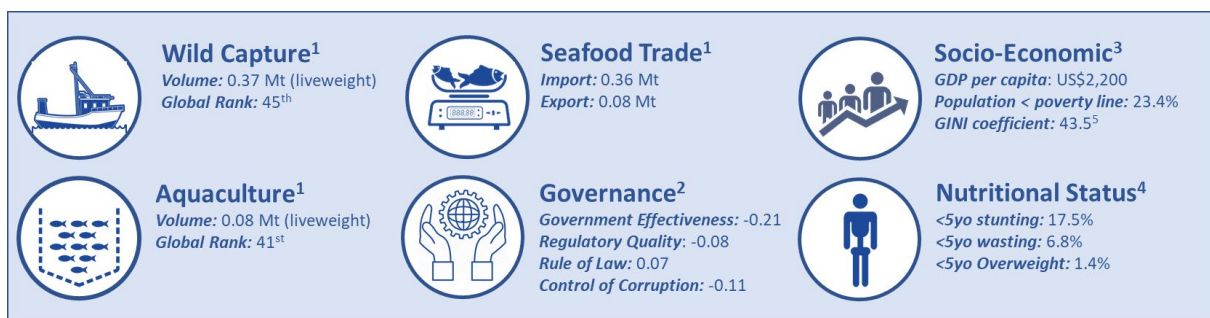 Wild Capture¹
Volume: 0.37 Mt (liveweight)
Global Rank: 45ᵗʰ
Seafood Trade¹
Import: 0.36 Mt
Export: 0.08 Mt
Socio-Economic³
GDP per capita: US$2,200
Population < poverty line: 23.4%
GINI coefficient: 43.5⁵
Aquaculture¹
Volume: 0.08 Mt (liveweight)
Global Rank: 41ˢᵗ
Governance²
Government Effectiveness: -0.21
Regulatory Quality: -0.08
Rule of Law: 0.07
Control of Corruption: -0.11
Nutritional Status⁴
<5yo stunting: 17.5%
<5yo wasting: 6.8%
<5yo Overweight: 1.4%